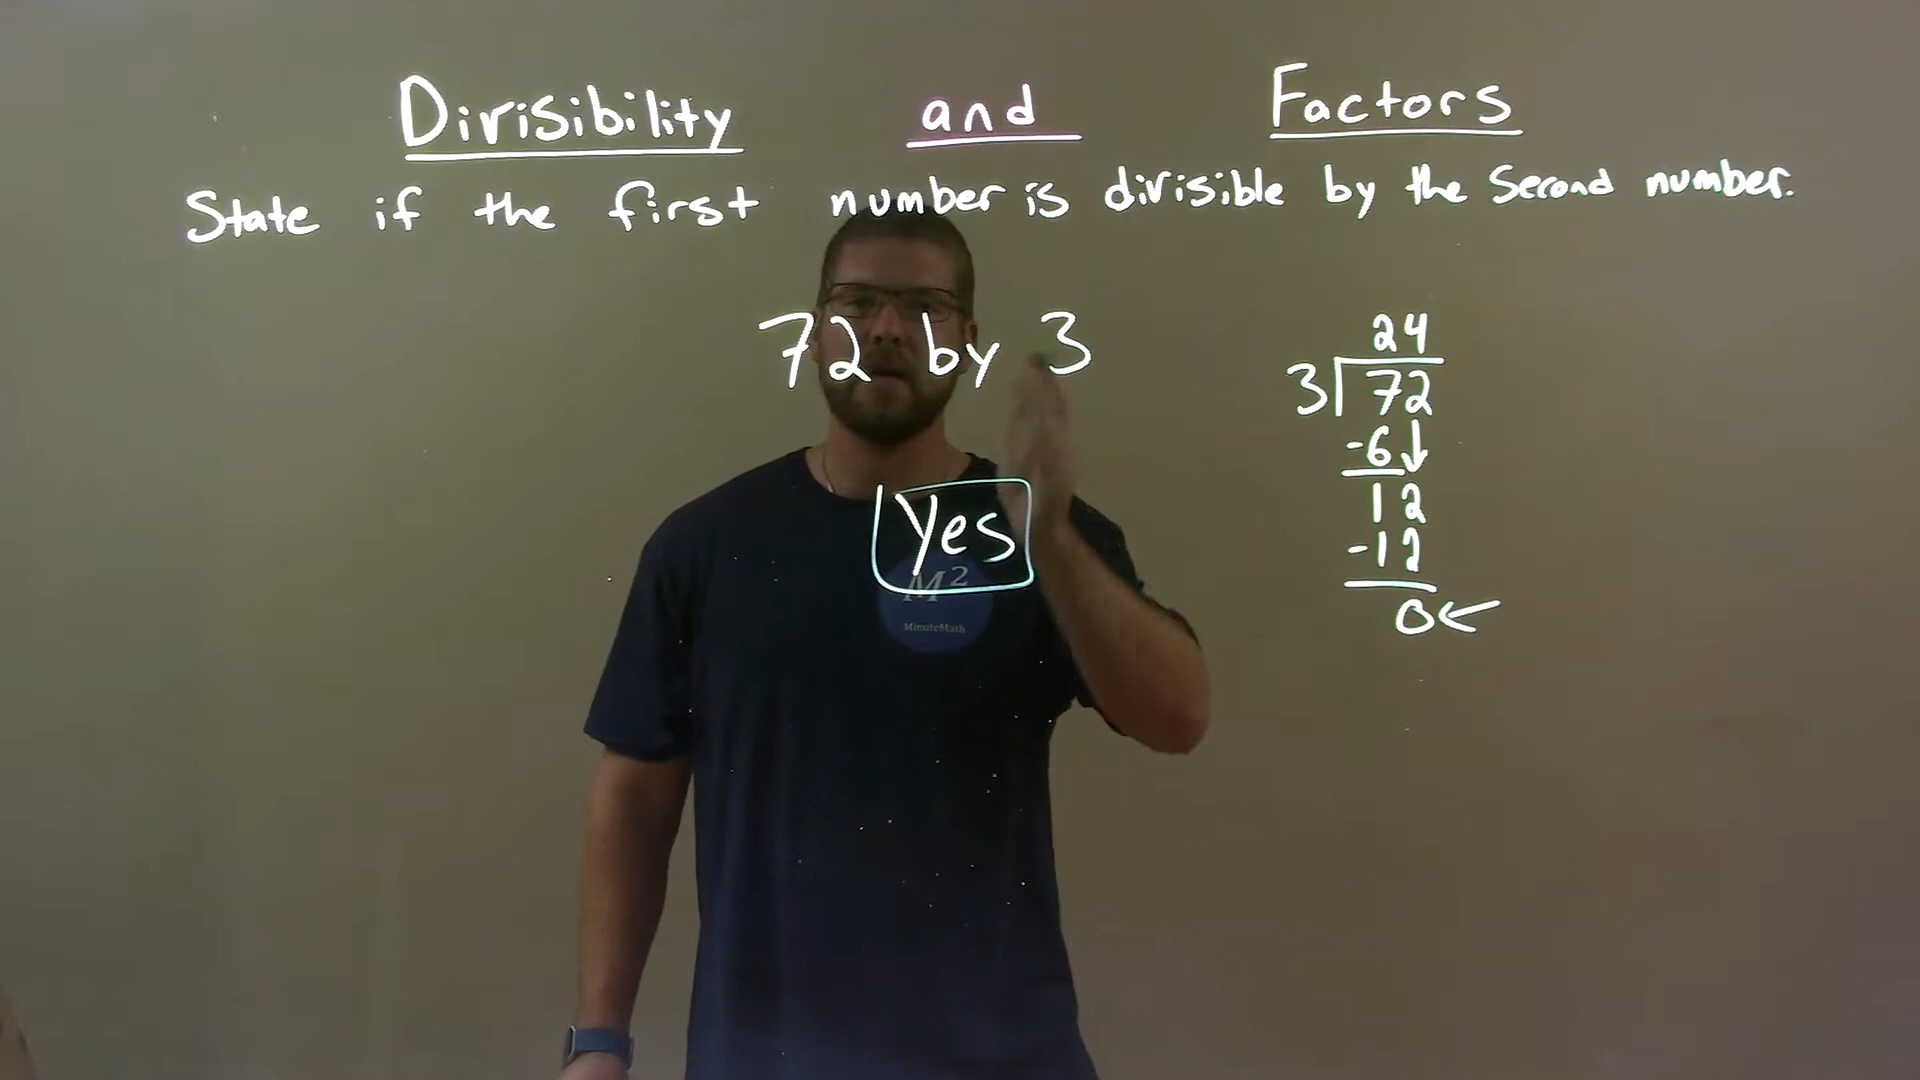 Divisibility and Factors
State if the first number is divisible by the second number.
72 by 3
Yes
M²
MinuteMath
24
3 72
-6↓
12
-12
0←